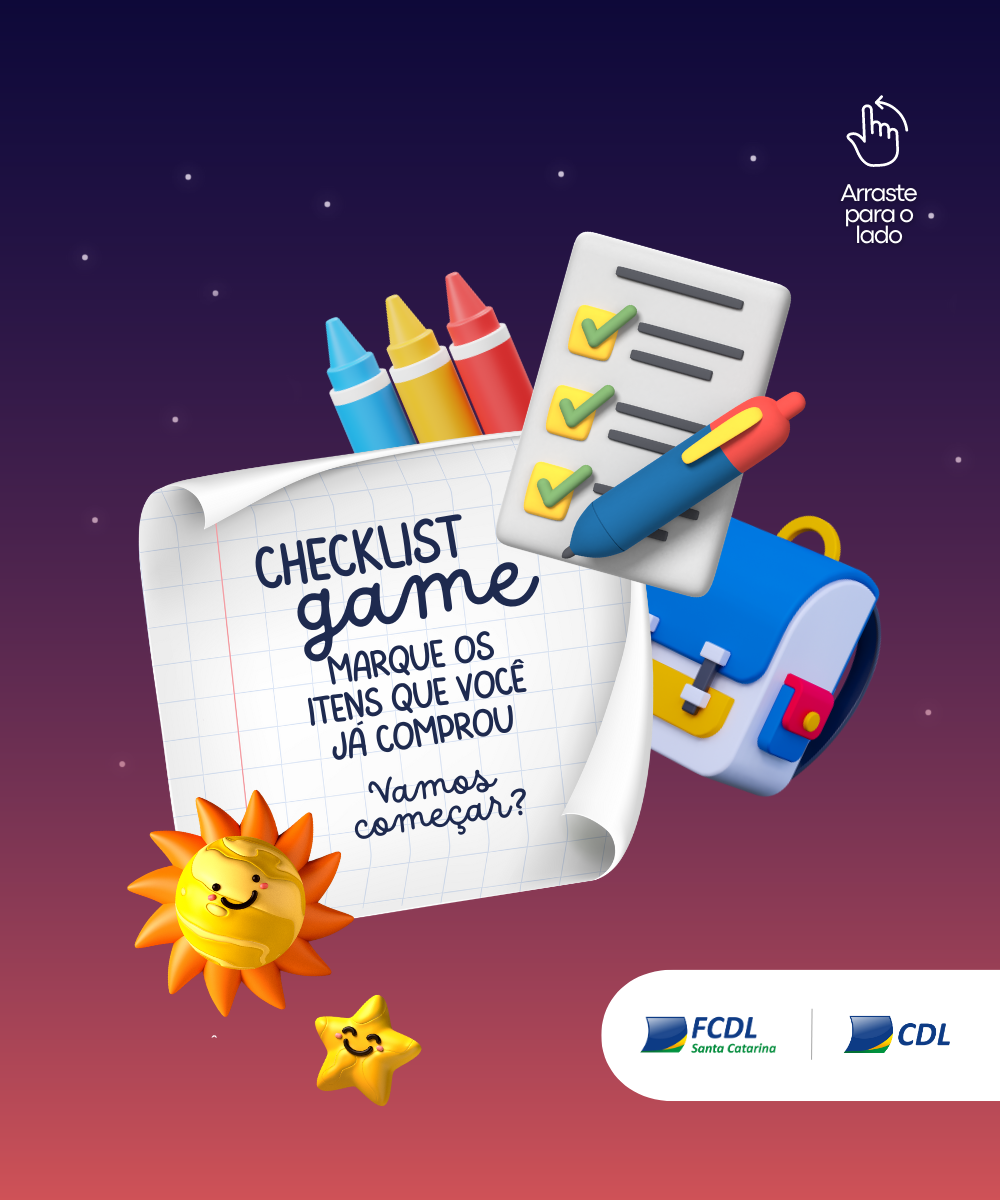 Arraste
para o
lado
CHECKLIST
game
MARQUE OS
ITENS QUE VOCÊ
JÁ COMPROU
Vamos
começar?
FCDL
Santa Catarina
CDL